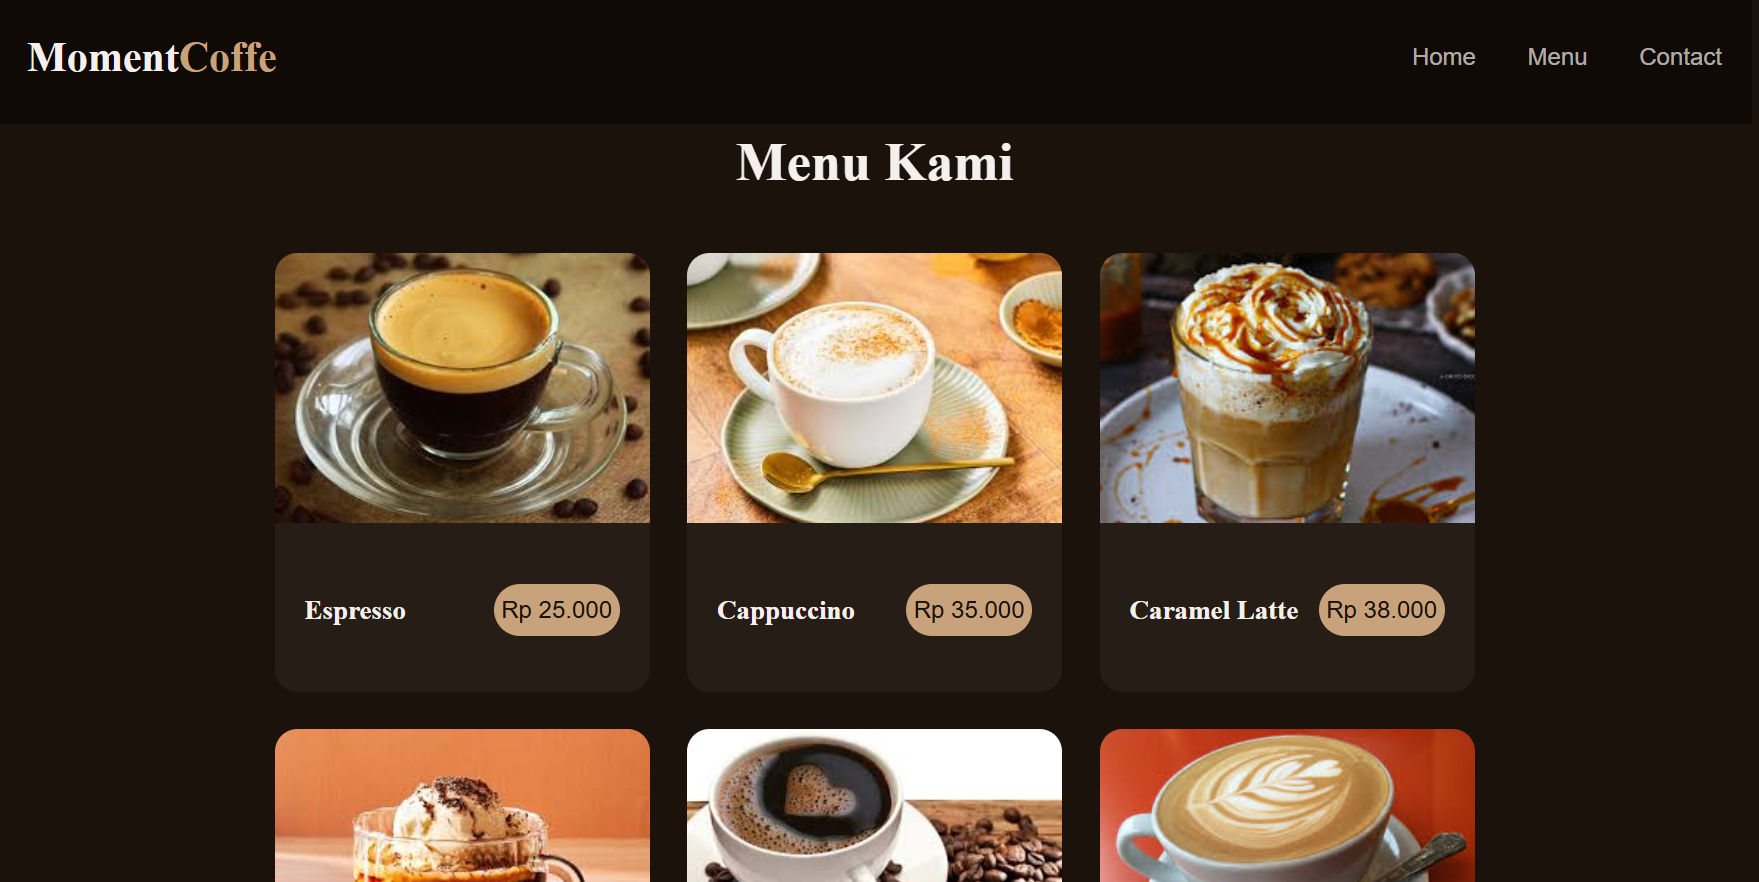 MomentCoffe
Home Menu Contact
Menu Kami
Espresso Rp 25.000
Cappuccino Rp 35.000
Caramel Latte Rp 38.000